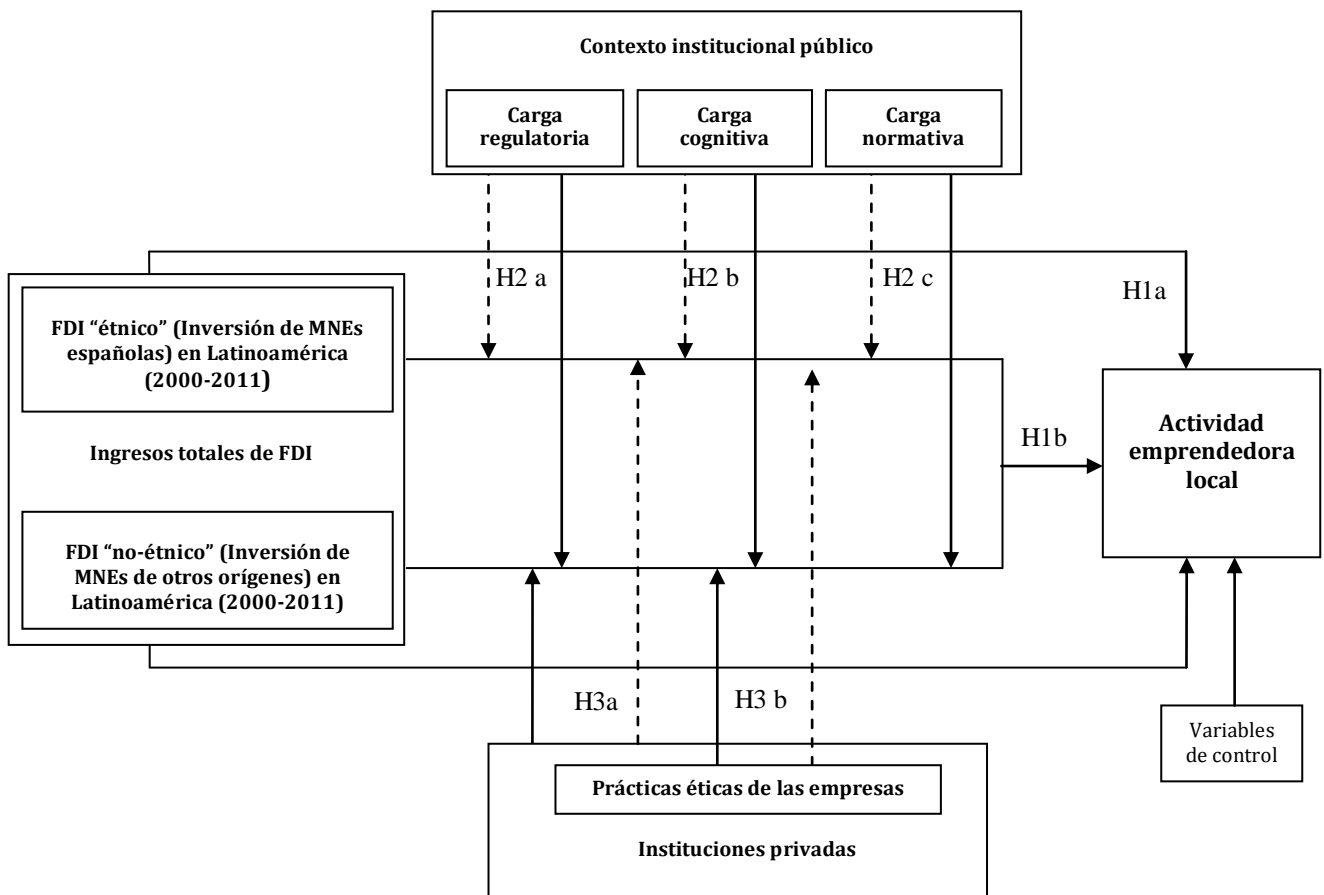 Contexto institucional público
Carga
regulatoria
Carga
cognitiva
Carga
normativa
H2 a
H2 b
H2 c
H1a
FDI “étnico” (Inversión de MNEs
españolas) en Latinoamérica
(2000-2011)
Ingresos totales de FDI
FDI “no-étnico” (Inversión de
MNEs de otros orígenes) en
Latinoamérica (2000-2011)
H1b
Actividad
emprendedora
local
H3a
H3 b
Variables
de control
Prácticas éticas de las empresas
Instituciones privadas